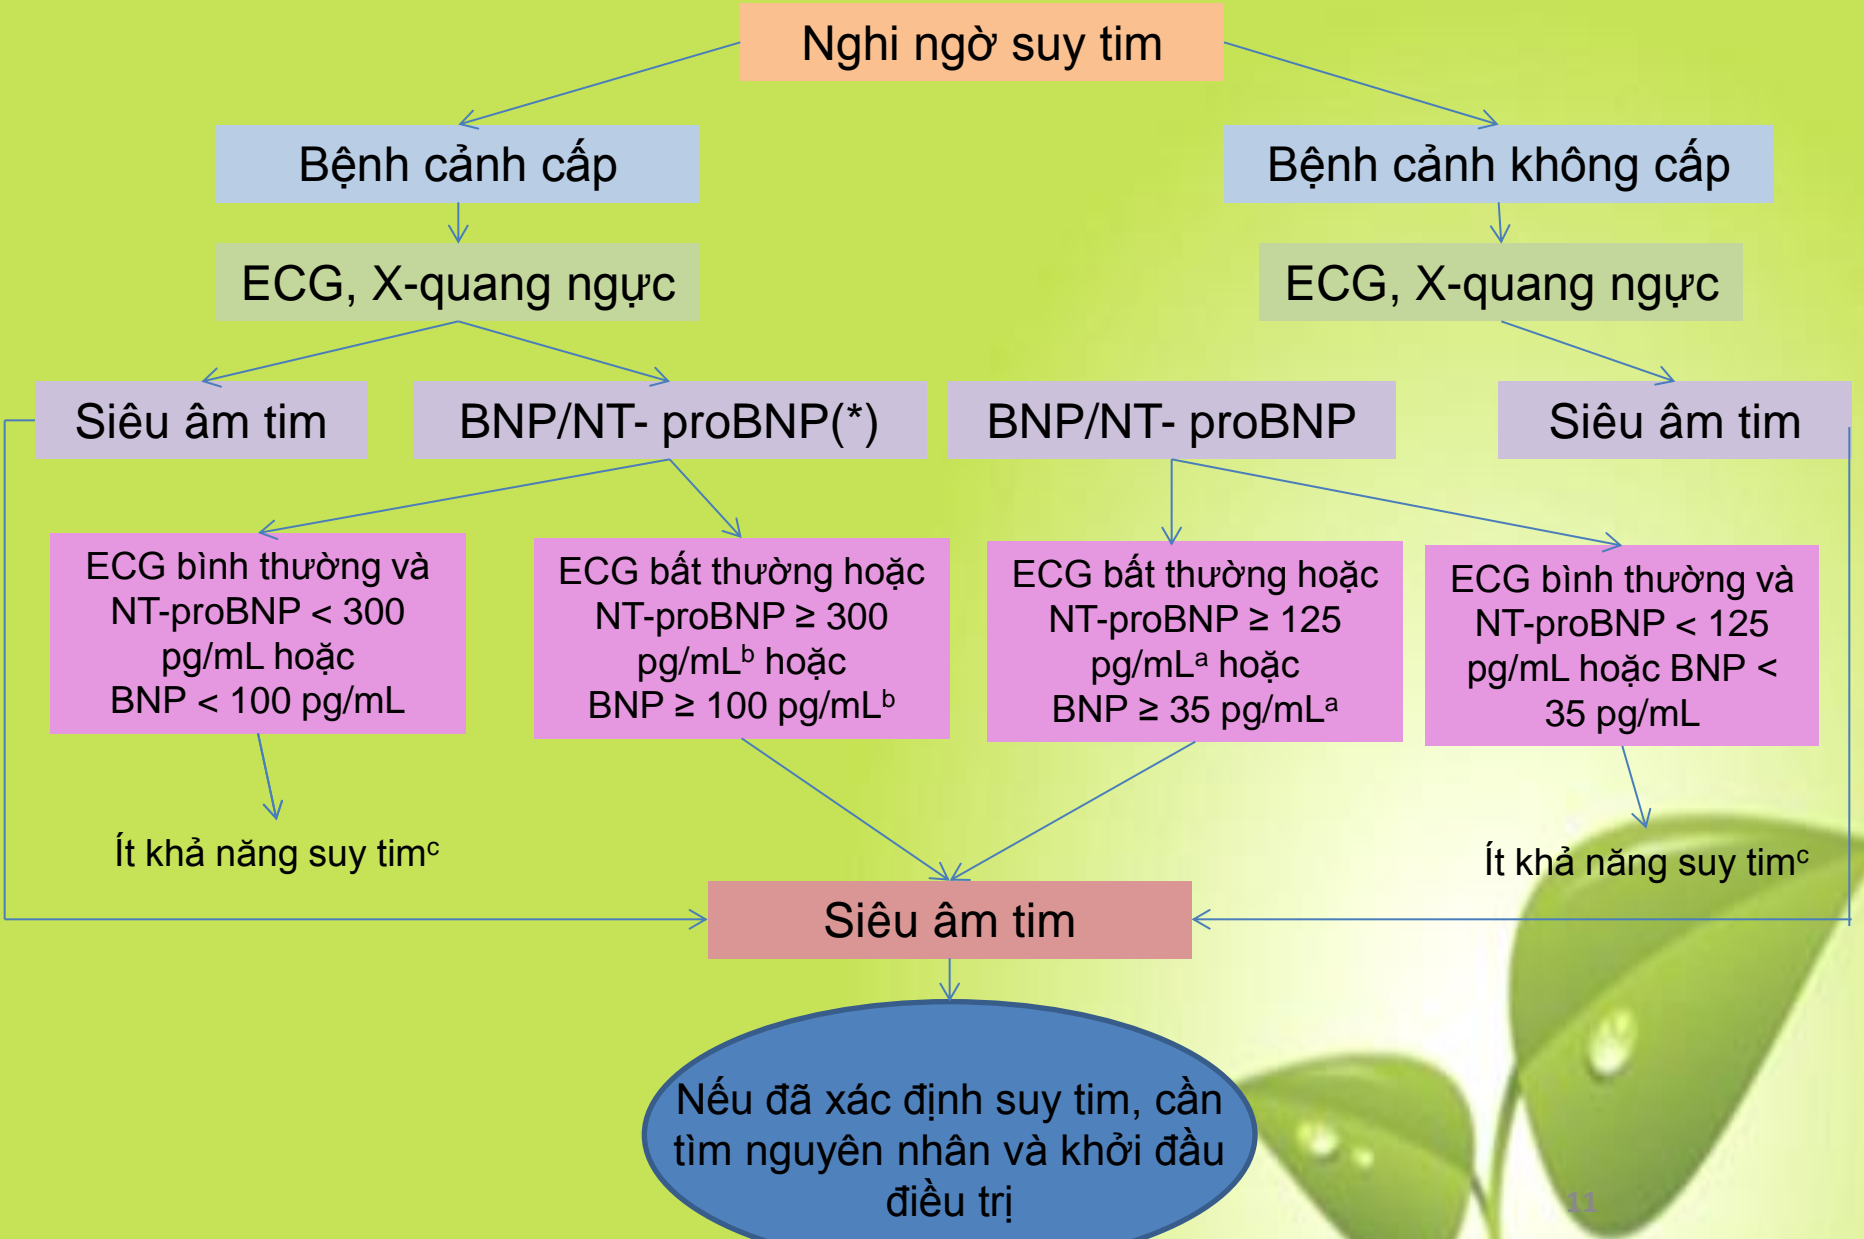 Nghi ngờ suy tim
Bệnh cảnh cấp
Bệnh cảnh không cấp
ECG, X-quang ngực
ECG, X-quang ngực
Siêu âm tim
BNP/NT- proBNP(*)
BNP/NT- proBNP
Siêu âm tim
ECG bình thường và
NT-proBNP < 300
pg/mL hoặc
BNP < 100 pg/mL
ECG bất thường hoặc
NT-proBNP ≥ 300
pg/mLᵇ hoặc
BNP ≥ 100 pg/mLᵇ
ECG bất thường hoặc
NT-proBNP ≥ 125
pg/mLᵃ hoặc
BNP ≥ 35 pg/mLᵃ
ECG bình thường và
NT-proBNP < 125
pg/mL hoặc BNP <
35 pg/mL
Ít khả năng suy timᶜ
Ít khả năng suy timᶜ
Siêu âm tim
Nếu đã xác định suy tim, cần
tìm nguyên nhân và khởi đầu
điều trị
11